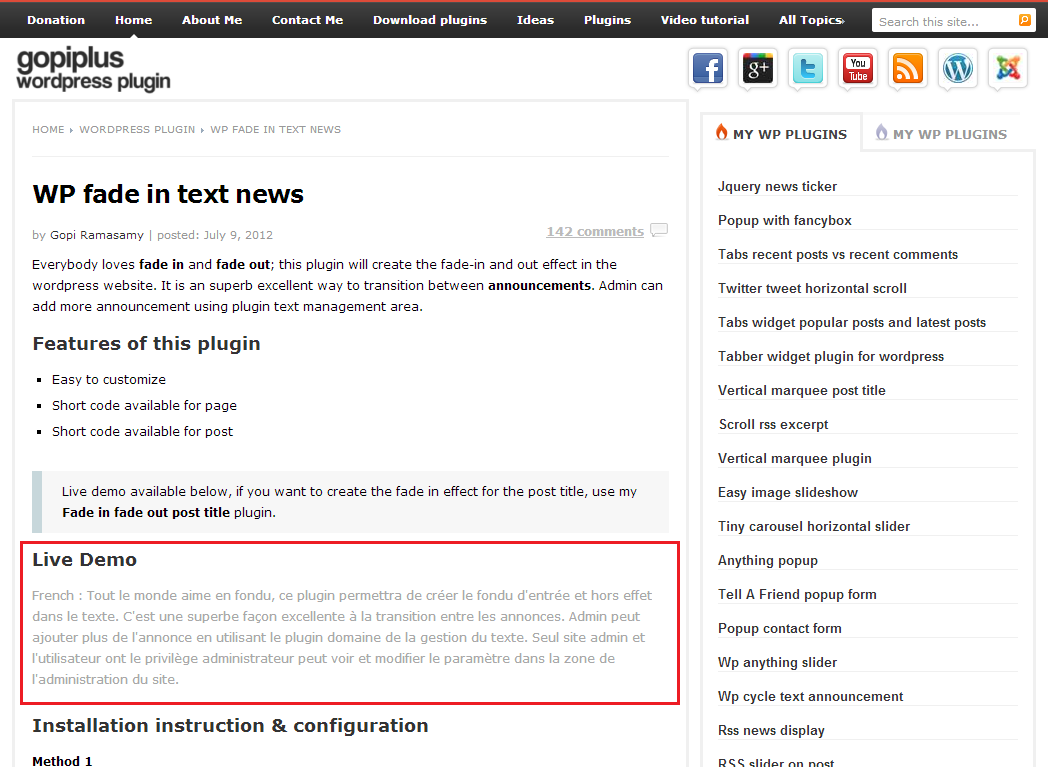 Donation Home About Me Contact Me Download plugins Ideas Plugins Video tutorial All Topics» Search this site...
gopiplus
wordpress plugin
You
Tube
HOME ▸ WORDPRESS PLUGIN ▸ WP FADE IN TEXT NEWS
WP fade in text news
by Gopi Ramasamy | posted: July 9, 2012
142 comments
Everybody loves fade in and fade out; this plugin will create the fade-in and out effect in the
wordpress website. It is an superb excellent way to transition between announcements. Admin can
add more announcement using plugin text management area.
Features of this plugin
Easy to customize
Short code available for page
Short code available for post
Live demo available below, if you want to create the fade in effect for the post title, use my
Fade in fade out post title plugin.
Live Demo
French : Tout le monde aime en fondu, ce plugin permettra de créer le fondu d'entrée et hors effet
dans le texte. C'est une superbe façon excellente à la transition entre les annonces. Admin peut
ajouter plus de l'annonce en utilisant le plugin domaine de la gestion du texte. Seul site admin et
l'utilisateur ont le privilège administrateur peut voir et modifier le paramètre dans la zone de
l'administration du site.
Installation instruction & configuration
Method 1
MY WP PLUGINS MY WP PLUGINS
Jquery news ticker
Popup with fancybox
Tabs recent posts vs recent comments
Twitter tweet horizontal scroll
Tabs widget popular posts and latest posts
Tabber widget plugin for wordpress
Vertical marquee post title
Scroll rss excerpt
Vertical marquee plugin
Easy image slideshow
Tiny carousel horizontal slider
Anything popup
Tell A Friend popup form
Popup contact form
Wp anything slider
Wp cycle text announcement
Rss news display
RSS slider on post